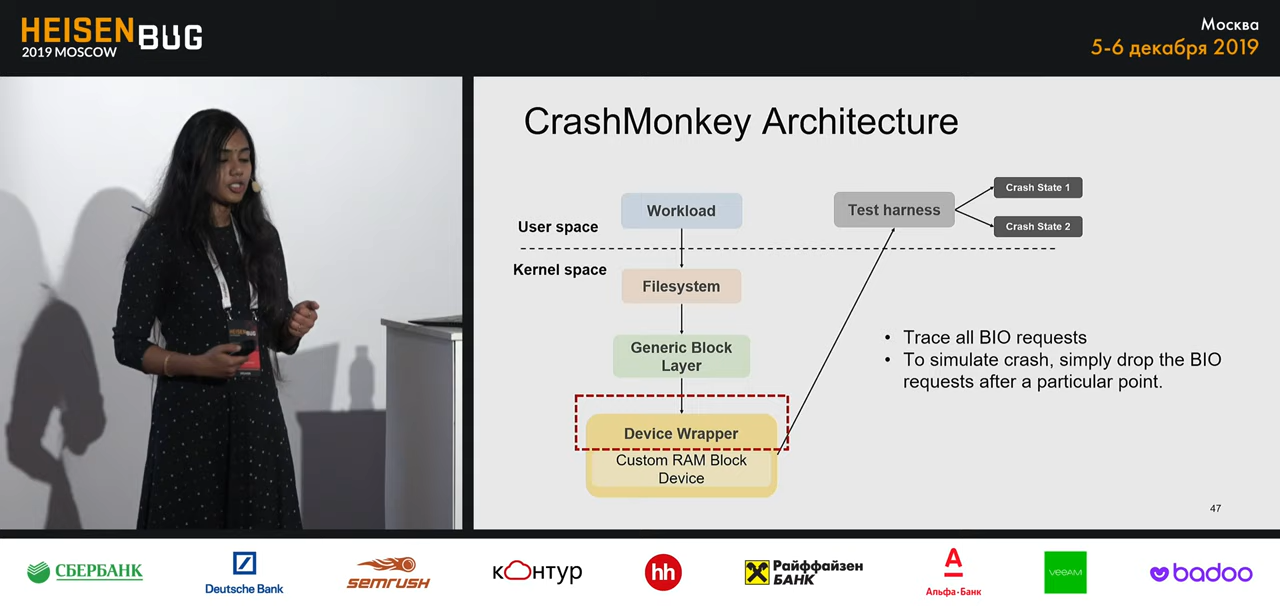 HEISENBUG
2019 MOSCOW
Москва
5-6 декабря 2019
CrashMonkey Architecture
Workload
Test harness
Crash State 1
Crash State 2
User space
Kernel space
Filesystem
Generic Block
Layer
Device Wrapper
Custom RAM Block
Device
• Trace all BIO requests
• To simulate crash, simply drop the BIO
requests after a particular point.
47
HEISENBUG
СБЕРБАНК
Deutsche Bank
SEMRUSH
контур
hh
Райффайзен
БАНК
А
Альфа·Банк
veeam
badoo